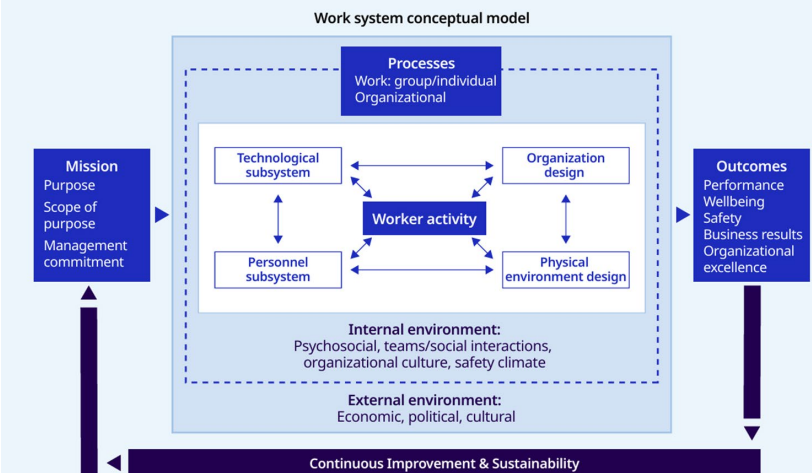 Work system conceptual model
Processes
Work: group/individual
Organizational
Mission
Purpose
Scope of
purpose
Management
commitment
Technological
subsystem
Organization
design
Worker activity
Personnel
subsystem
Physical
environment design
Outcomes
Performance
Wellbeing
Safety
Business results
Organizational
excellence
Internal environment:
Psychosocial, teams/social interactions,
organizational culture, safety climate
External environment:
Economic, political, cultural
Continuous Improvement & Sustainability